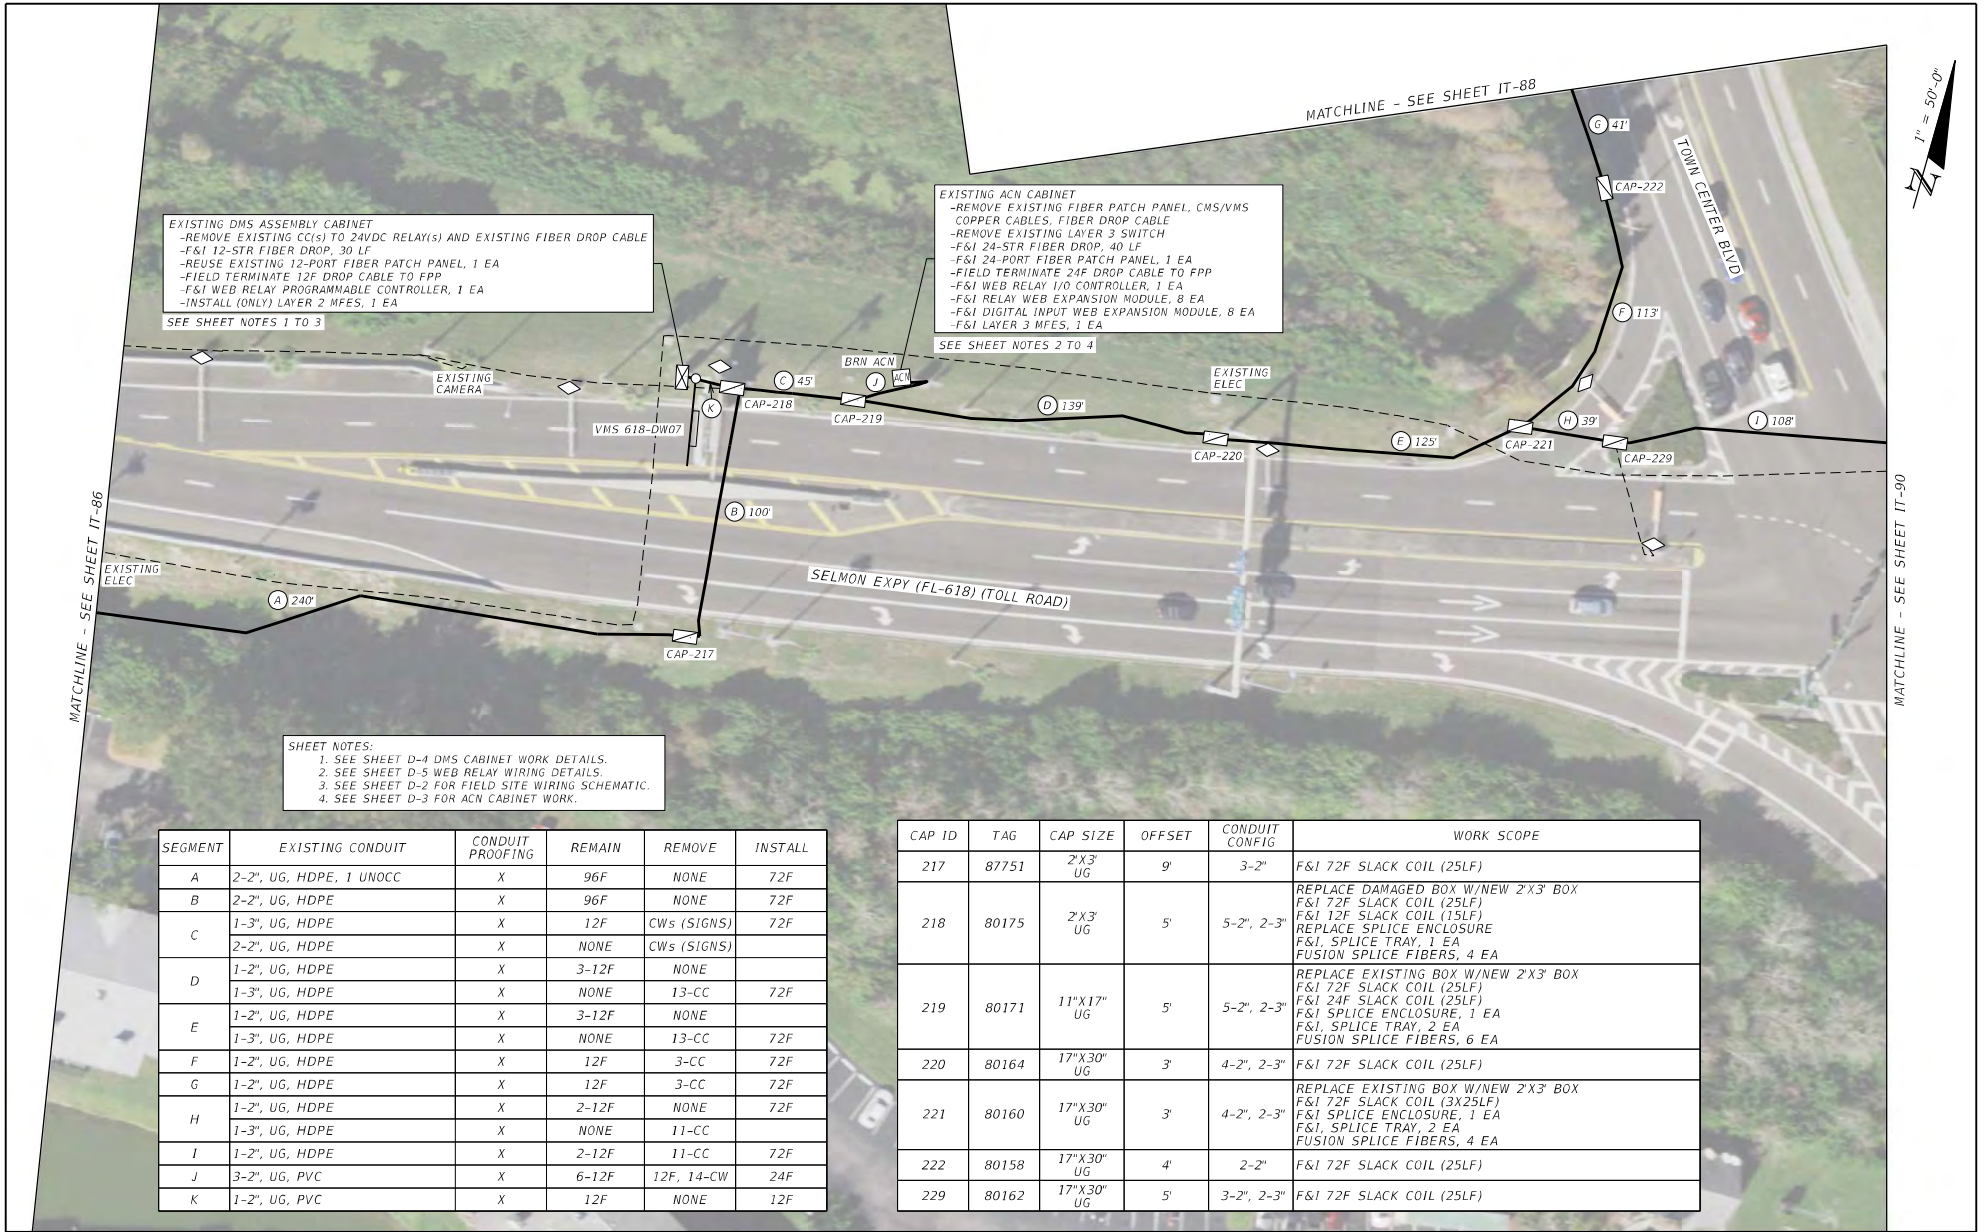 MATCHLINE - SEE SHEET IT-88
1" = 50'-0"
N
G 41'
TOWN CENTER BLVD
CAP-222
EXISTING DMS ASSEMBLY CABINET
-REMOVE EXISTING CC(s) TO 24VDC RELAY(s) AND EXISTING FIBER DROP CABLE
-F&I 12-STR FIBER DROP, 30 LF
-REUSE EXISTING 12-PORT FIBER PATCH PANEL, 1 EA
-FIELD TERMINATE 12F DROP CABLE TO FPP
-F&I WEB RELAY PROGRAMMABLE CONTROLLER, 1 EA
-INSTALL (ONLY) LAYER 2 MFES, 1 EA
SEE SHEET NOTES 1 TO 3
EXISTING ACN CABINET
-REMOVE EXISTING FIBER PATCH PANEL, CMS/VMS
COPPER CABLES, FIBER DROP CABLE
-REMOVE EXISTING LAYER 3 SWITCH
-F&I 24-STR FIBER DROP, 40 LF
-F&I 24-PORT FIBER PATCH PANEL, 1 EA
-FIELD TERMINATE 24F DROP CABLE TO FPP
-F&I WEB RELAY I/O CONTROLLER, 1 EA
-F&I RELAY WEB EXPANSION MODULE, 8 EA
-F&I DIGITAL INPUT WEB EXPANSION MODULE, 8 EA
-F&I LAYER 3 MFES, 1 EA
SEE SHEET NOTES 2 TO 4
F 113'
BRN ACN
EXISTING
CAMERA
C 45'
J
ACN
EXISTING
ELEC
K
CAP-218
CAP-219
D 139'
VMS 618-DW07
CAP-220
E 125'
CAP-221
H 39'
CAP-229
I 108'
MATCHLINE - SEE SHEET IT-86
MATCHLINE - SEE SHEET IT-90
B 100'
EXISTING
ELEC
A 240'
SELMON EXPY (FL-618) (TOLL ROAD)
CAP-217
SHEET NOTES:
1. SEE SHEET D-4 DMS CABINET WORK DETAILS.
2. SEE SHEET D-5 WEB RELAY WIRING DETAILS.
3. SEE SHEET D-2 FOR FIELD SITE WIRING SCHEMATIC.
4. SEE SHEET D-3 FOR ACN CABINET WORK.
SEGMENT EXISTING CONDUIT CONDUIT PROOFING REMAIN REMOVE INSTALL
A 2-2", UG, HDPE, 1 UNOCC X 96F NONE 72F
B 2-2", UG, HDPE X 96F NONE 72F
C 1-3", UG, HDPE X 12F CWs (SIGNS) 72F
2-2", UG, HDPE X NONE CWs (SIGNS)
D 1-2", UG, HDPE X 3-12F NONE
1-3", UG, HDPE X NONE 13-CC 72F
E 1-2", UG, HDPE X 3-12F NONE
1-3", UG, HDPE X NONE 13-CC 72F
F 1-2", UG, HDPE X 12F 3-CC 72F
G 1-2", UG, HDPE X 12F 3-CC 72F
H 1-2", UG, HDPE X 2-12F NONE 72F
1-3", UG, HDPE X NONE 11-CC
I 1-2", UG, HDPE X 2-12F 11-CC 72F
J 3-2", UG, PVC X 6-12F 12F, 14-CW 24F
K 1-2", UG, PVC X 12F NONE 12F
CAP ID TAG CAP SIZE OFFSET CONDUIT CONFIG WORK SCOPE
217 87751 2'X3' UG 9' 3-2" F&I 72F SLACK COIL (25LF)
218 80175 2'X3' UG 5' 5-2", 2-3" REPLACE DAMAGED BOX W/NEW 2'X3' BOX
F&I 72F SLACK COIL (25LF)
F&I 12F SLACK COIL (15LF)
REPLACE SPLICE ENCLOSURE
F&I, SPLICE TRAY, 1 EA
FUSION SPLICE FIBERS, 4 EA
219 80171 11"X17" UG 5' 5-2", 2-3" REPLACE EXISTING BOX W/NEW 2'X3' BOX
F&I 72F SLACK COIL (25LF)
F&I 24F SLACK COIL (25LF)
F&I SPLICE ENCLOSURE, 1 EA
F&I, SPLICE TRAY, 2 EA
FUSION SPLICE FIBERS, 6 EA
220 80164 17"X30" UG 3' 4-2", 2-3" F&I 72F SLACK COIL (25LF)
221 80160 17"X30" UG 3' 4-2", 2-3" REPLACE EXISTING BOX W/NEW 2'X3' BOX
F&I 72F SLACK COIL (3X25LF)
F&I SPLICE ENCLOSURE, 1 EA
F&I, SPLICE TRAY, 2 EA
FUSION SPLICE FIBERS, 4 EA
222 80158 17"X30" UG 4' 2-2" F&I 72F SLACK COIL (25LF)
229 80162 17"X30" UG 5' 3-2", 2-3" F&I 72F SLACK COIL (25LF)